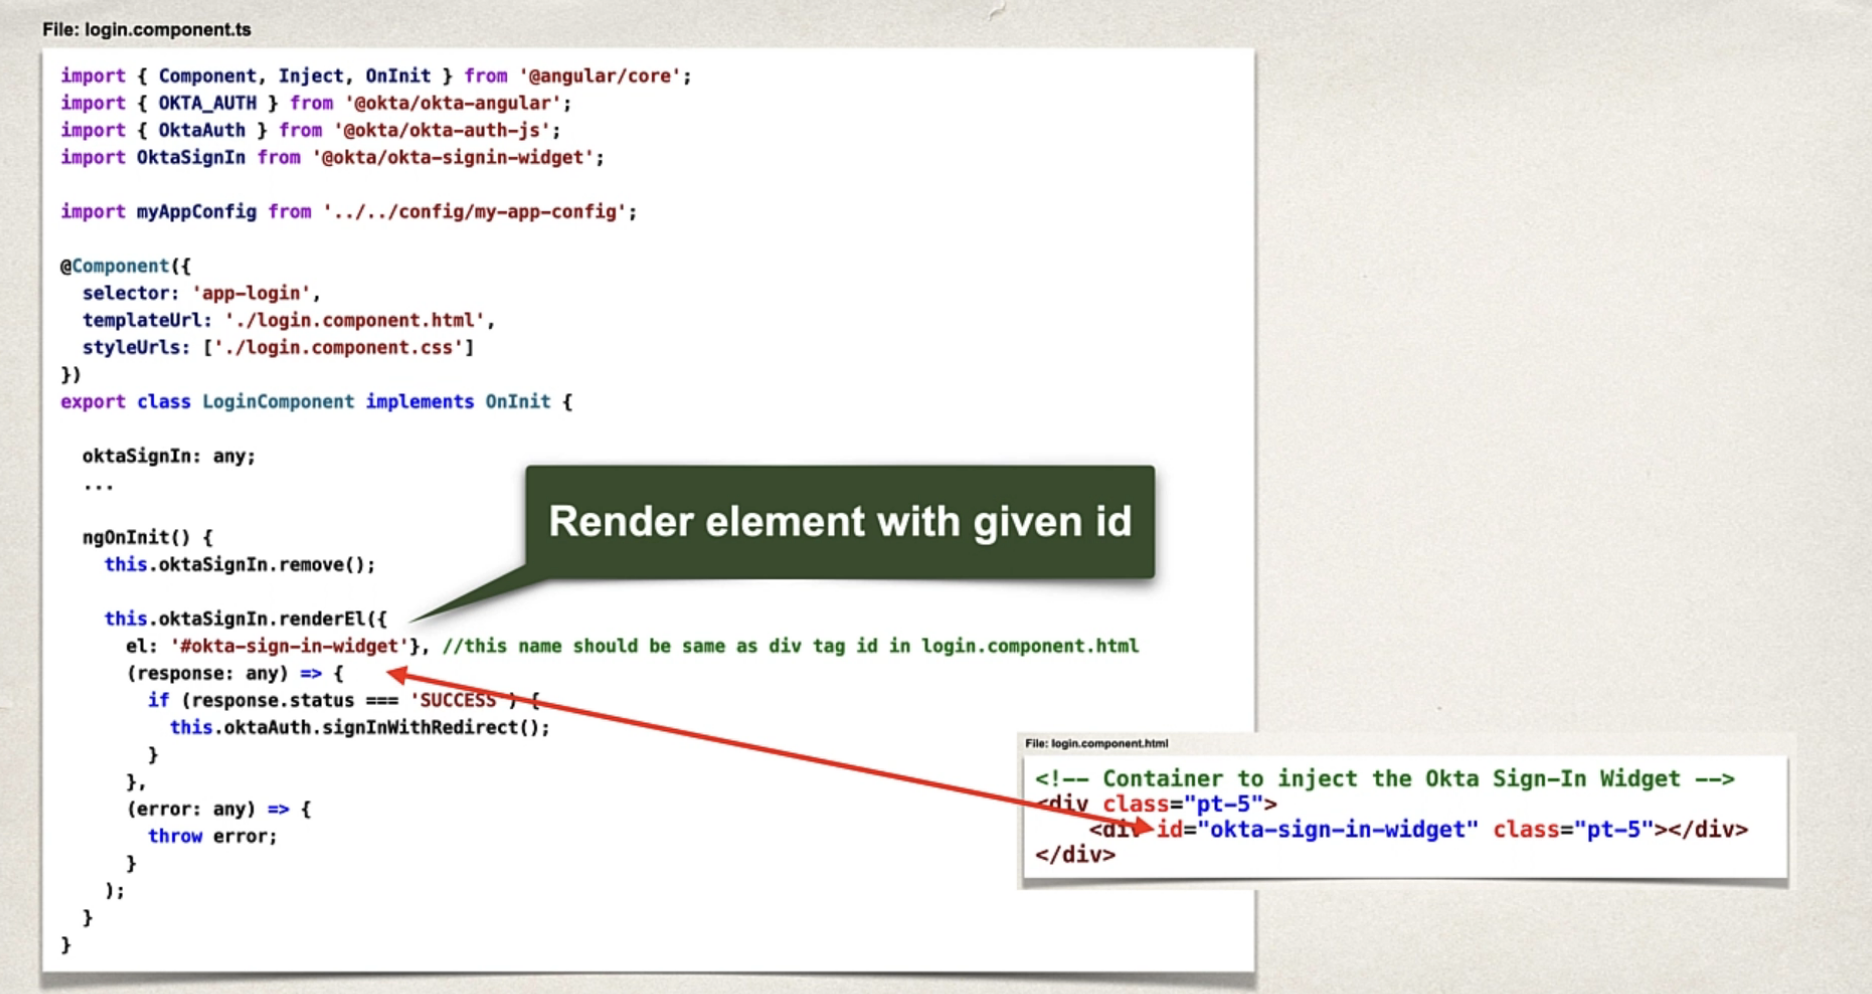 File: login.component.ts
import { Component, Inject, OnInit } from '@angular/core';
import { OKTA_AUTH } from '@okta/okta-angular';
import { OktaAuth } from '@okta/okta-auth-js';
import OktaSignIn from '@okta/okta-signin-widget';
import myAppConfig from '../../config/my-app-config';
@Component({
selector: 'app-login',
templateUrl: './login.component.html',
styleUrls: ['./login.component.css']
})
export class LoginComponent implements OnInit {
oktaSignIn: any;
...
Render element with given id
ngOnInit() {
this.oktaSignIn.remove();
this.oktaSignIn.renderEl({
el: '#okta-sign-in-widget'}, //this name should be same as div tag id in login.component.html
(response: any) => {
if (response.status === 'SUCCESS') {
this.oktaAuth.signInWithRedirect();
}
},
(error: any) => {
throw error;
}
);
}
}
File: login.component.html
<!-- Container to inject the Okta Sign-In Widget -->
<div class="pt-5">
<div id="okta-sign-in-widget" class="pt-5"></div>
</div>